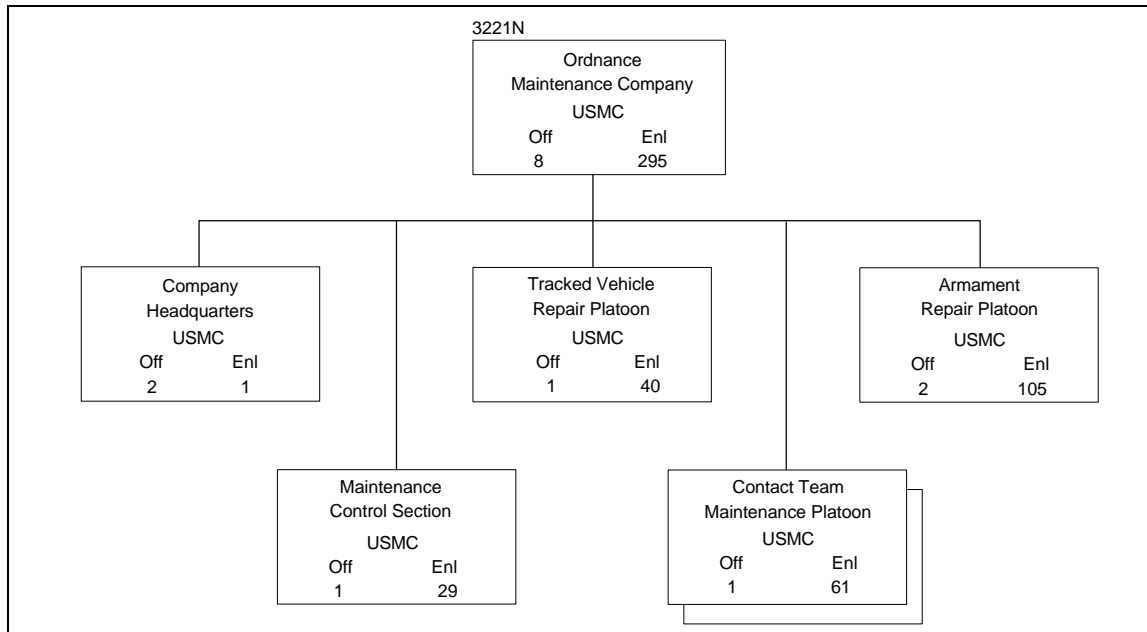 3221N
Ordnance
Maintenance Company
USMC
Off Enl
8 295
Company
Headquarters
USMC
Off Enl
2 1
Tracked Vehicle
Repair Platoon
USMC
Off Enl
1 40
Armament
Repair Platoon
USMC
Off Enl
2 105
Maintenance
Control Section
USMC
Off Enl
1 29
Contact Team
Maintenance Platoon
USMC
Off Enl
1 61